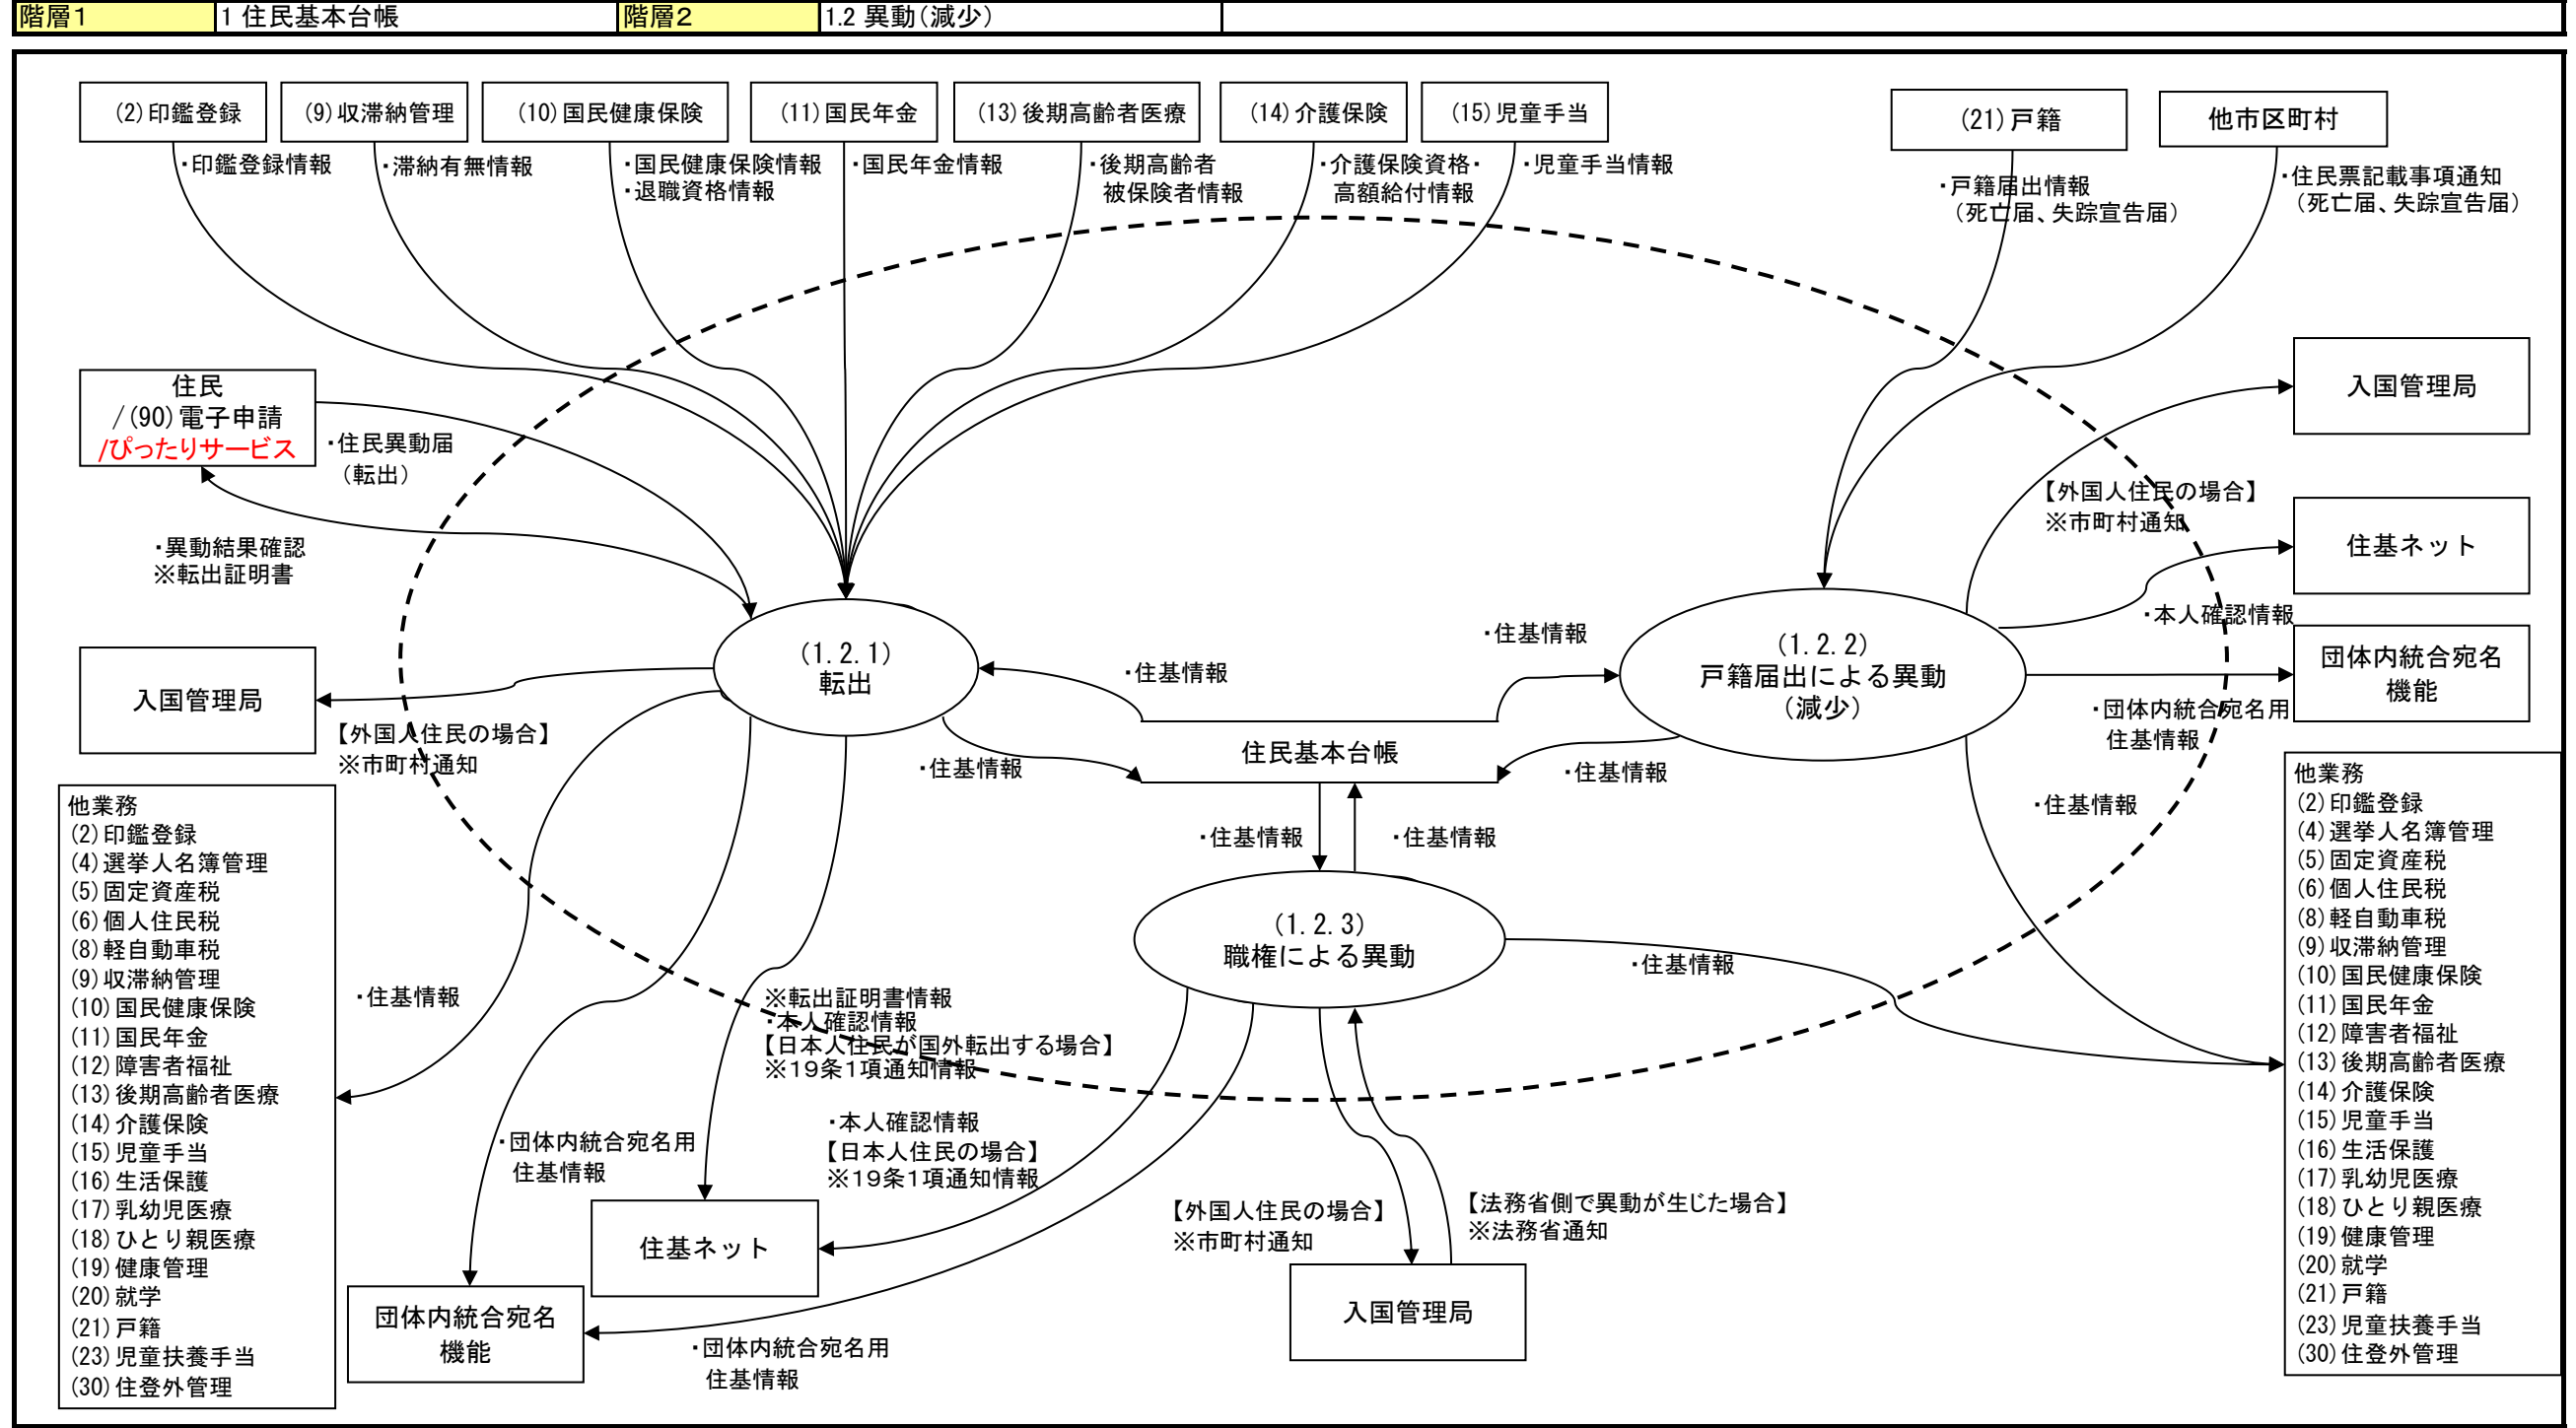 階層1 1 住民基本台帳 階層2 1.2 異動(減少)
(2)印鑑登録
(9)収滞納管理
(10)国民健康保険
(11)国民年金
(13)後期高齢者医療
(14)介護保険
(15)児童手当
(21)戸籍
他市区町村
・印鑑登録情報
・滞納有無情報
・国民健康保険情報
・退職資格情報
・国民年金情報
・後期高齢者
被保険者情報
・介護保険資格・
高額給付情報
・児童手当情報
・戸籍届出情報
(死亡届、失踪宣告届)
・住民票記載事項通知
(死亡届、失踪宣告届)
住民
/(90)電子申請
/ぴったりサービス
・住民異動届
(転出)
・異動結果確認
※転出証明書
入国管理局
【外国人住民の場合】
※市町村通知
住基ネット
・本人確認情報
団体内統合宛名
機能
・団体内統合宛名用
住基情報
(1.2.1)
転出
(1.2.2)
戸籍届出による異動
(減少)
・住基情報
・住基情報
住民基本台帳
・住基情報
・住基情報
・住基情報
・住基情報
・住基情報
入国管理局
【外国人住民の場合】
※市町村通知
(1.2.3)
職権による異動
・住基情報
他業務
(2)印鑑登録
(4)選挙人名簿管理
(5)固定資産税
(6)個人住民税
(8)軽自動車税
(9)収滞納管理
(10)国民健康保険
(11)国民年金
(12)障害者福祉
(13)後期高齢者医療
(14)介護保険
(15)児童手当
(16)生活保護
(17)乳幼児医療
(18)ひとり親医療
(19)健康管理
(20)就学
(21)戸籍
(23)児童扶養手当
(30)住登外管理
・住基情報
※転出証明書情報
・本人確認情報
【日本人住民が国外転出する場合】
※19条1項通知情報
・団体内統合宛名用
住基情報
・本人確認情報
【日本人住民の場合】
※19条1項通知情報
住基ネット
団体内統合宛名
機能
・団体内統合宛名用
住基情報
【外国人住民の場合】
※市町村通知
【法務省側で異動が生じた場合】
※法務省通知
入国管理局
他業務
(2)印鑑登録
(4)選挙人名簿管理
(5)固定資産税
(6)個人住民税
(8)軽自動車税
(9)収滞納管理
(10)国民健康保険
(11)国民年金
(12)障害者福祉
(13)後期高齢者医療
(14)介護保険
(15)児童手当
(16)生活保護
(17)乳幼児医療
(18)ひとり親医療
(19)健康管理
(20)就学
(21)戸籍
(23)児童扶養手当
(30)住登外管理